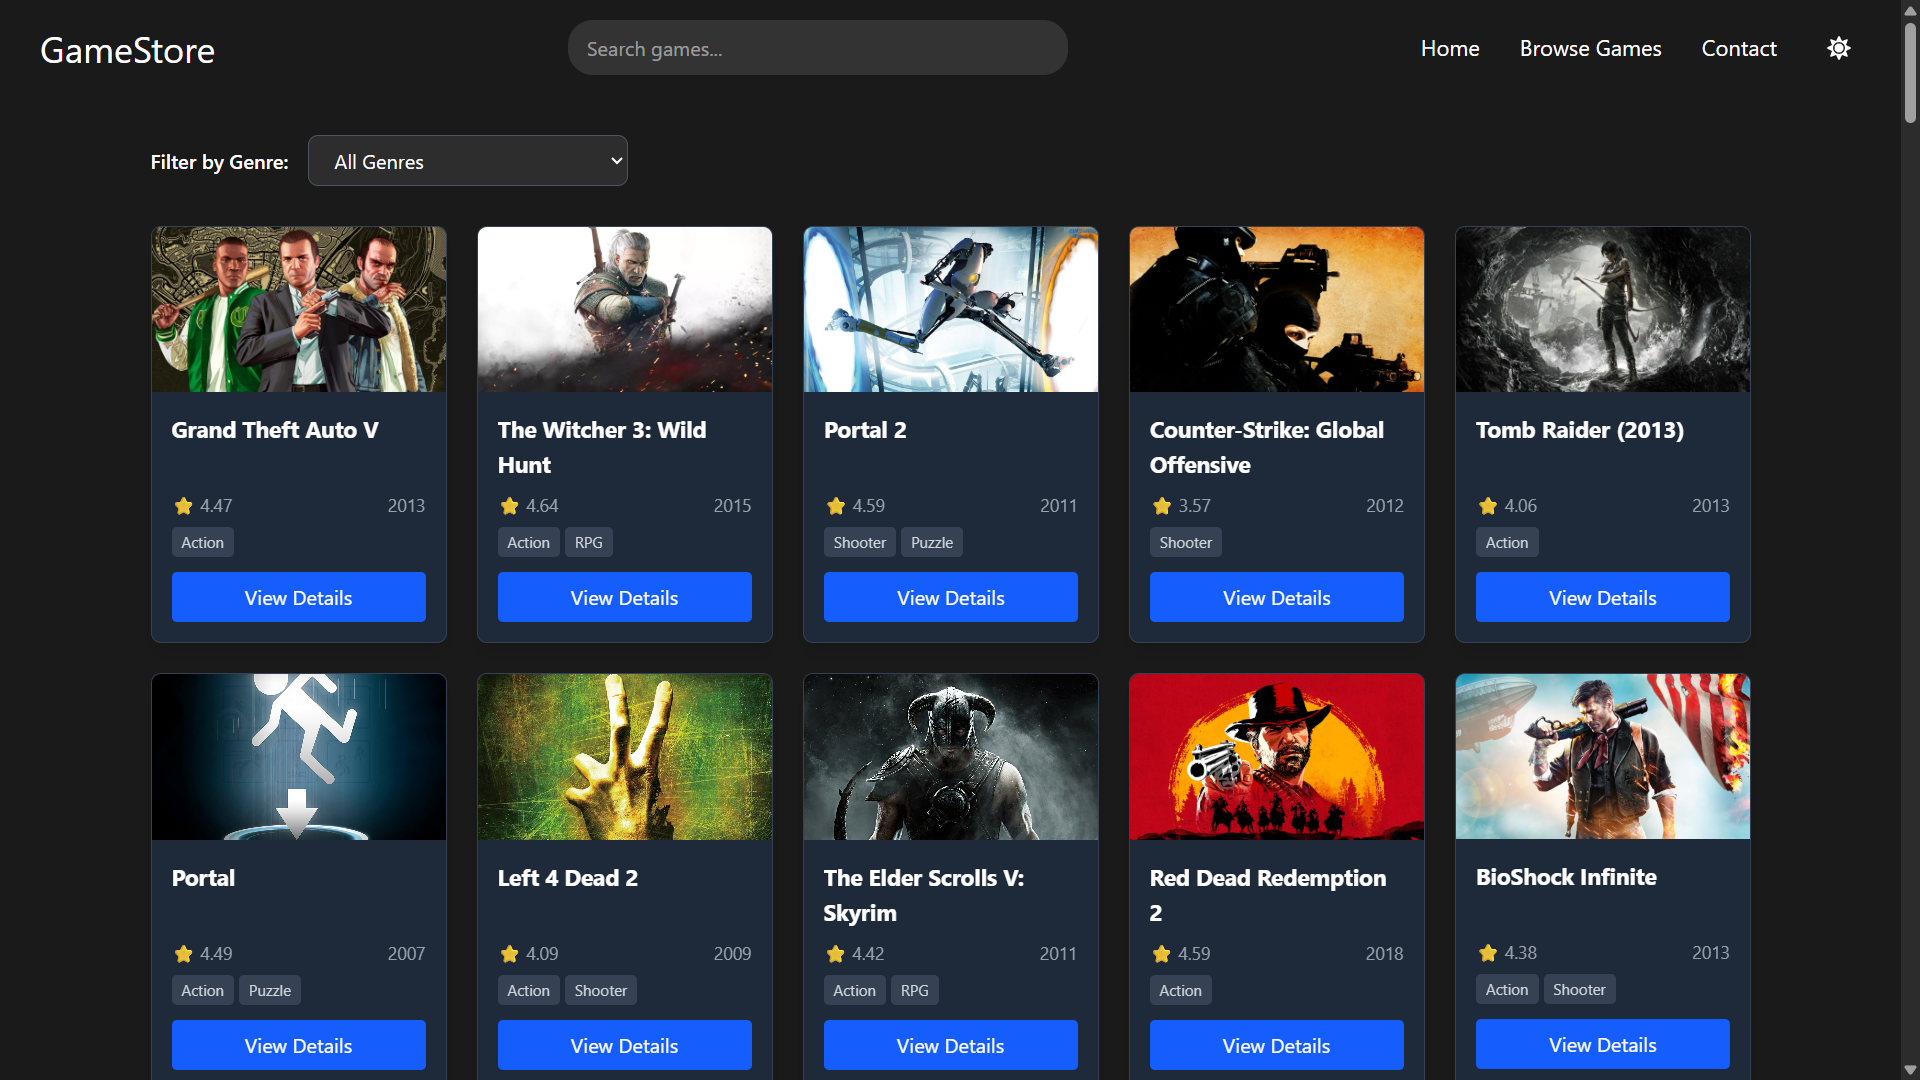 GameStore
Search games...
Home
Browse Games
Contact
Filter by Genre:
All Genres
Grand Theft Auto V
4.47
2013
Action
View Details
The Witcher 3: Wild
Hunt
4.64
2015
Action
RPG
View Details
Portal 2
4.59
2011
Shooter
Puzzle
View Details
Counter-Strike: Global
Offensive
3.57
2012
Shooter
View Details
Tomb Raider (2013)
4.06
2013
Action
View Details
Portal
4.49
2007
Action
Puzzle
View Details
Left 4 Dead 2
4.09
2009
Action
Shooter
View Details
The Elder Scrolls V:
Skyrim
4.42
2011
Action
RPG
View Details
Red Dead Redemption
2
4.59
2018
Action
View Details
BioShock Infinite
4.38
2013
Action
Shooter
View Details